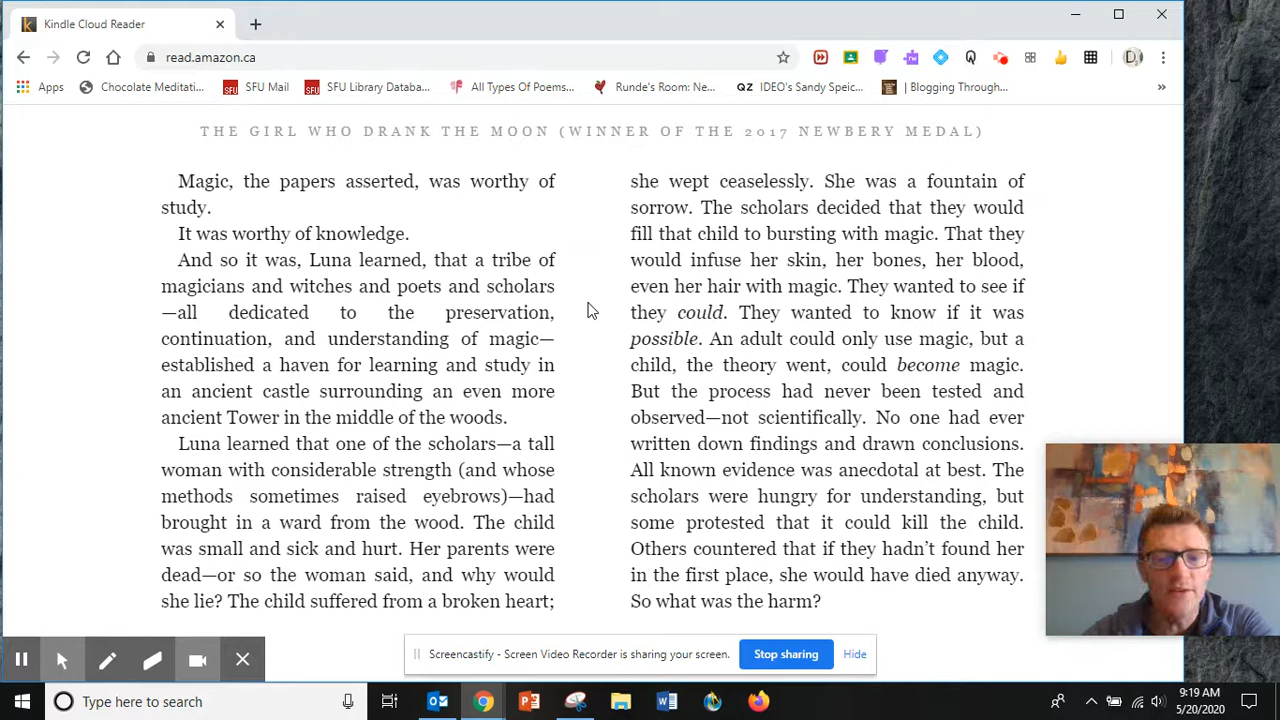 Kindle Cloud Reader
read.amazon.ca
Apps Chocolate Meditati... SFU Mail SFU Library Databa... All Types Of Poems... Runde's Room: Ne... QZ IDEO's Sandy Speic... | Blogging Through... »
THE GIRL WHO DRANK THE MOON (WINNER OF THE 2017 NEWBERY MEDAL)
Magic, the papers asserted, was worthy of
study.
It was worthy of knowledge.
And so it was, Luna learned, that a tribe of
magicians and witches and poets and scholars
—all dedicated to the preservation,
continuation, and understanding of magic—
established a haven for learning and study in
an ancient castle surrounding an even more
ancient Tower in the middle of the woods.
Luna learned that one of the scholars—a tall
woman with considerable strength (and whose
methods sometimes raised eyebrows)—had
brought in a ward from the wood. The child
was small and sick and hurt. Her parents were
dead—or so the woman said, and why would
she lie? The child suffered from a broken heart;
she wept ceaselessly. She was a fountain of
sorrow. The scholars decided that they would
fill that child to bursting with magic. That they
would infuse her skin, her bones, her blood,
even her hair with magic. They wanted to see if
they could. They wanted to know if it was
possible. An adult could only use magic, but a
child, the theory went, could become magic.
But the process had never been tested and
observed—not scientifically. No one had ever
written down findings and drawn conclusions.
All known evidence was anecdotal at best. The
scholars were hungry for understanding, but
some protested that it could kill the child.
Others countered that if they hadn't found her
in the first place, she would have died anyway.
So what was the harm?
Screencastify - Screen Video Recorder is sharing your screen. Stop sharing Hide
Type here to search
9:19 AM
5/20/2020